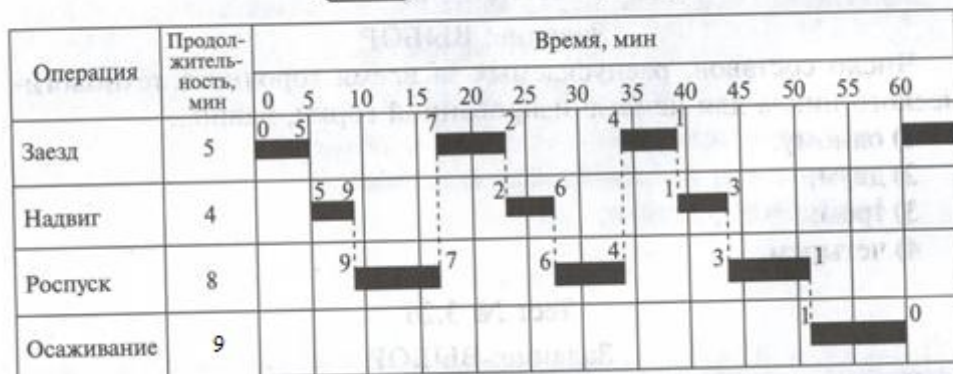 Операция
Продол-
житель-
ность,
мин
Время, мин
0 5 10 15 20 25 30 35 40 45 50 55 60
Заезд 5 0 5 7 2 4 1
Надвиг 4 5 9 2 6 1 3
Роспуск 8 9 7 6 4 3
Осаживание 9 1 0